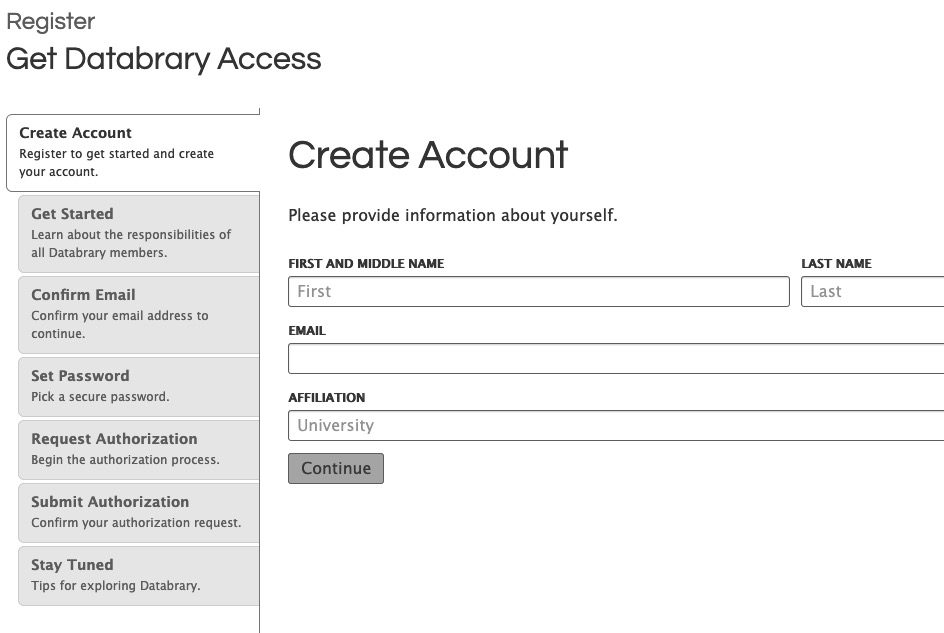 Register
Get Databrary Access
Create Account
Register to get started and create
your account.
Get Started
Learn about the responsibilities of
all Databrary members.
Confirm Email
Confirm your email address to
continue.
Set Password
Pick a secure password.
Request Authorization
Begin the authorization process.
Submit Authorization
Confirm your authorization request.
Stay Tuned
Tips for exploring Databrary.
Create Account
Please provide information about yourself.
FIRST AND MIDDLE NAME LAST NAME
First Last
EMAIL
AFFILIATION
University
Continue